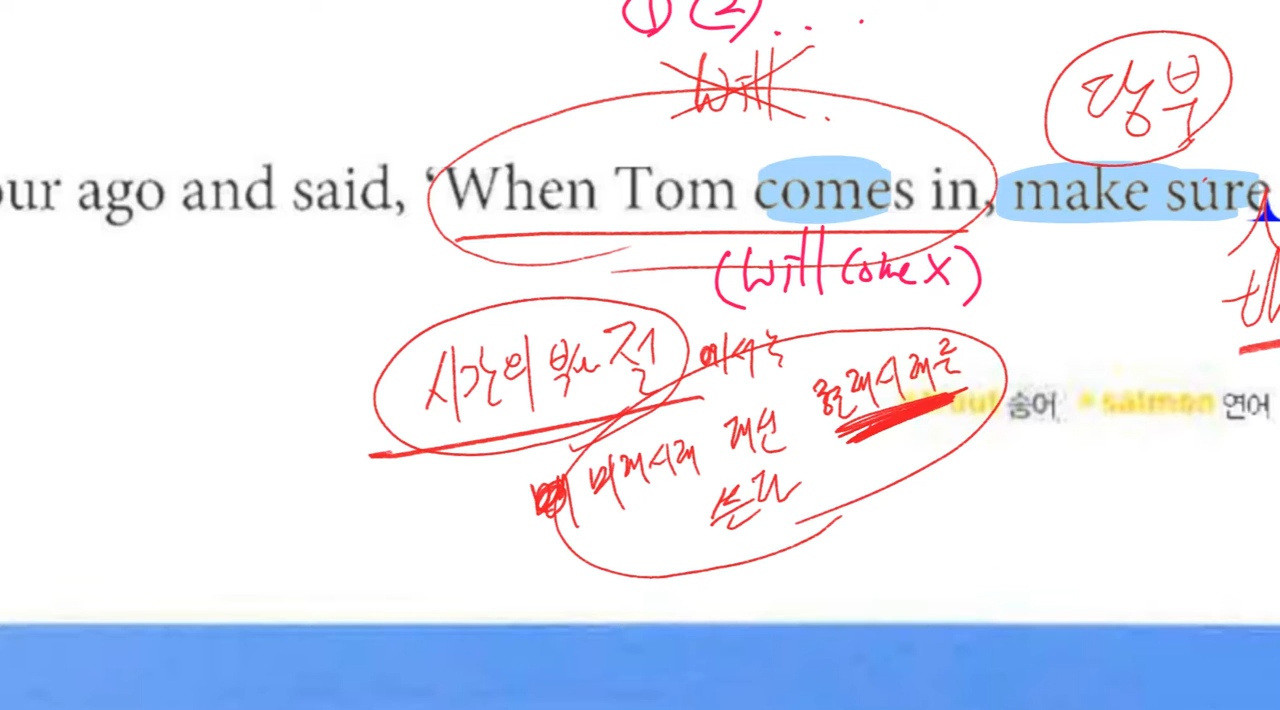 ① (2) . . .
will.
당부
our ago and said, ‘When Tom comes in, make sure
(will come X)
시간의 부사절 에서는
현재시제를
trout 송어 * salmon 연어
미래시제 대신
쓴다